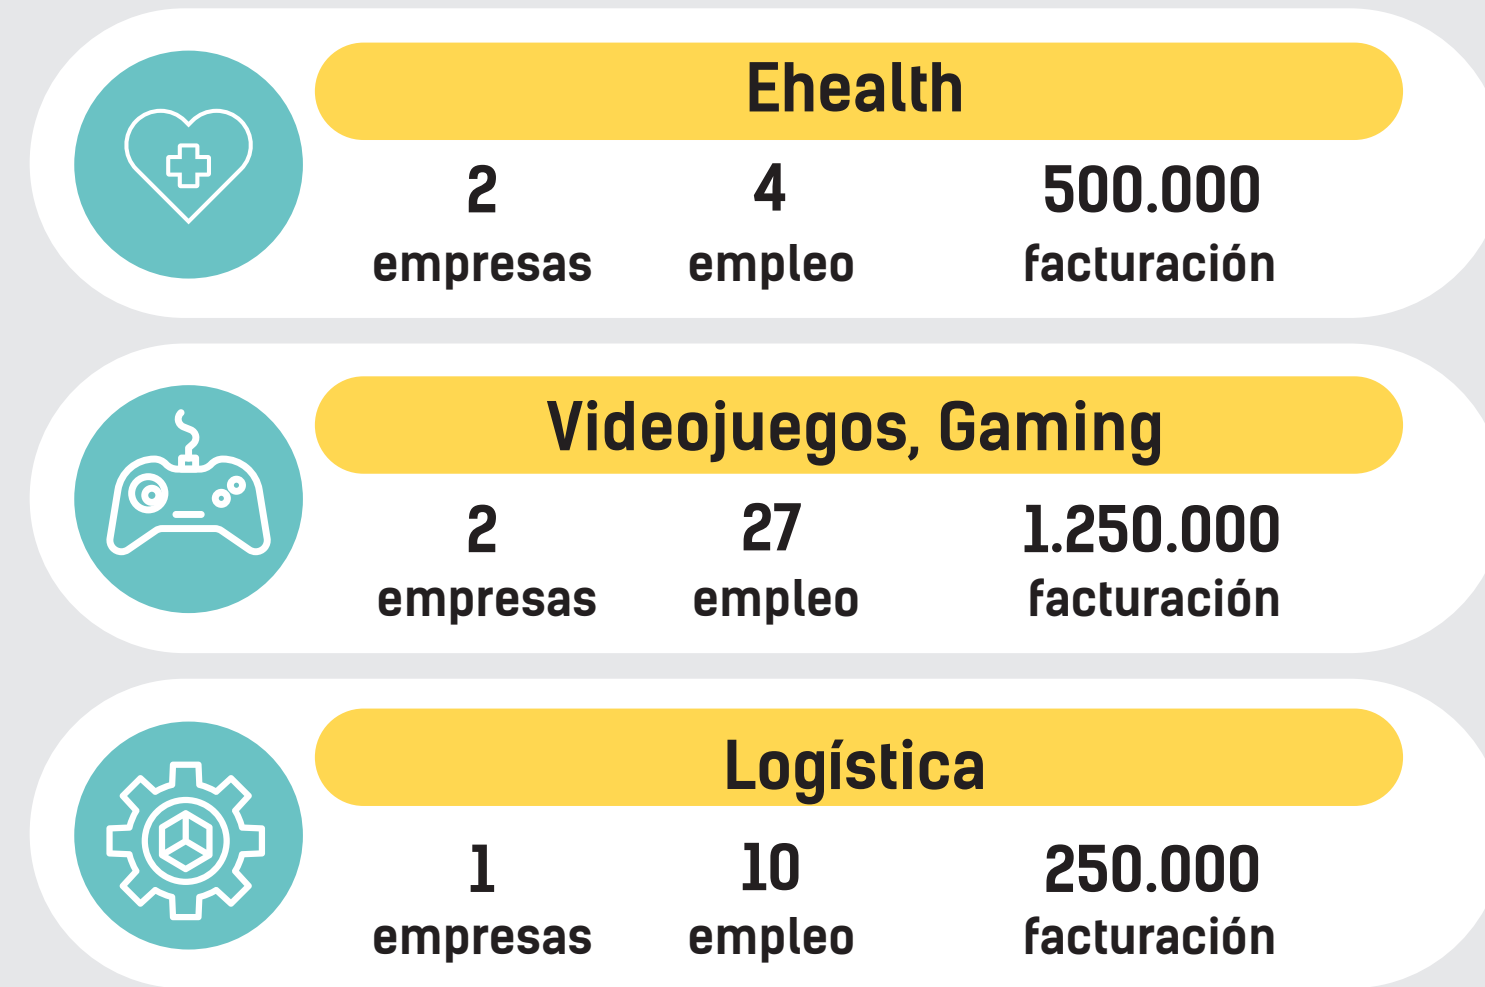 Ehealth
2 4 500.000
empresas empleo facturación
Videojuegos, Gaming
2 27 1.250.000
empresas empleo facturación
Logística
1 10 250.000
empresas empleo facturación